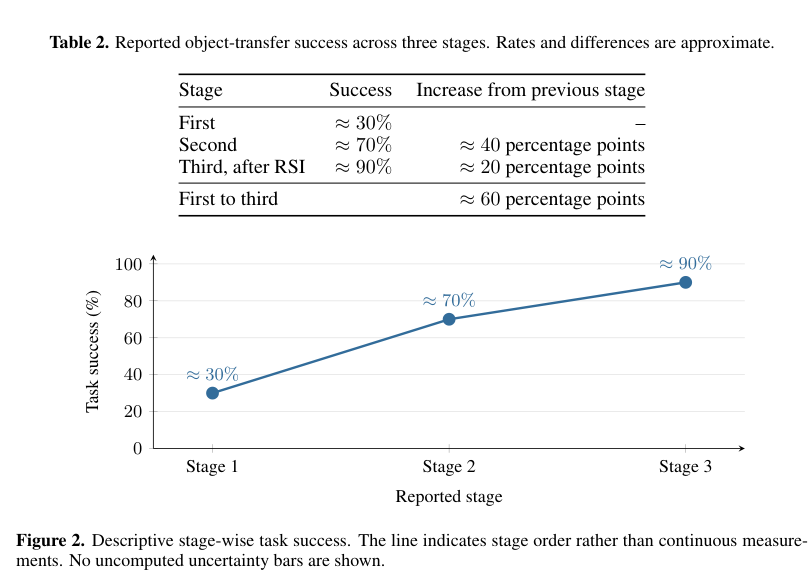 Table 2. Reported object-transfer success across three stages. Rates and differences are approximate.
Stage Success Increase from previous stage
First ≈ 30% –
Second ≈ 70% ≈ 40 percentage points
Third, after RSI ≈ 90% ≈ 20 percentage points
First to third ≈ 60 percentage points
100
80
60
40
20
0
Task success (%)
≈ 30%
≈ 70%
≈ 90%
Stage 1 Stage 2 Stage 3
Reported stage
Figure 2. Descriptive stage-wise task success. The line indicates stage order rather than continuous measure-
ments. No uncomputed uncertainty bars are shown.